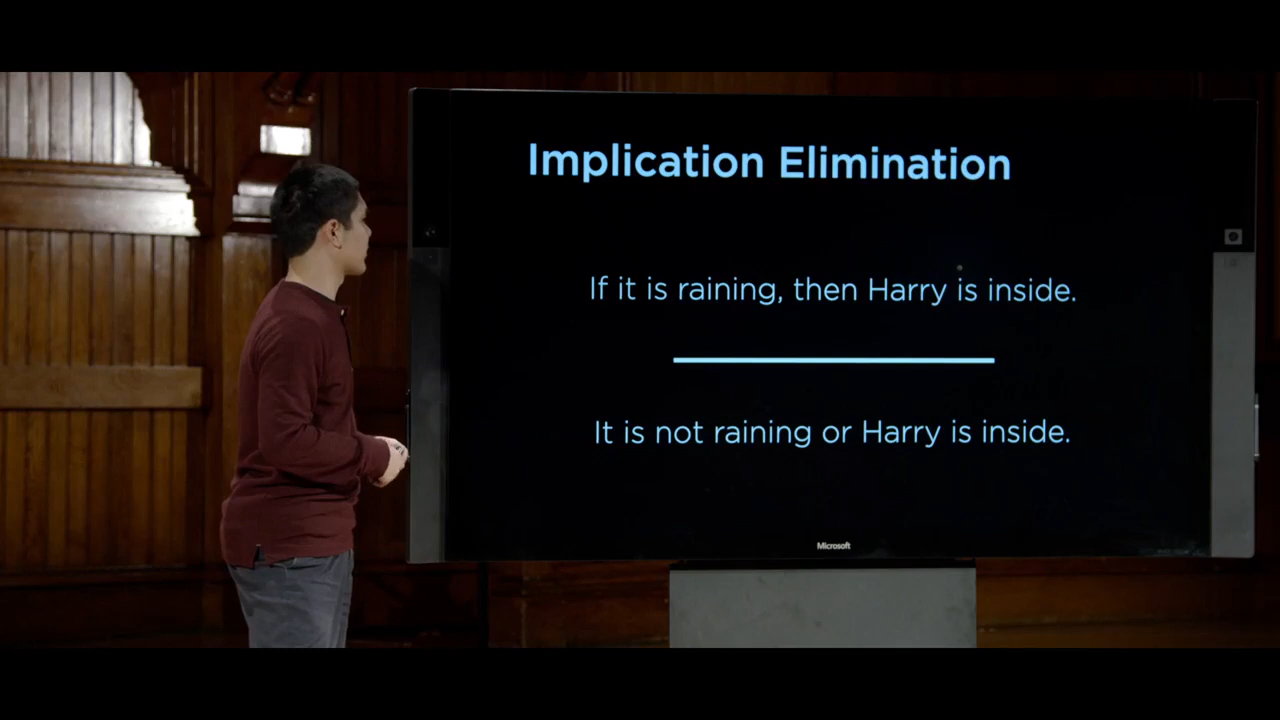 Implication Elimination
If it is raining, then Harry is inside.
It is not raining or Harry is inside.
Microsoft